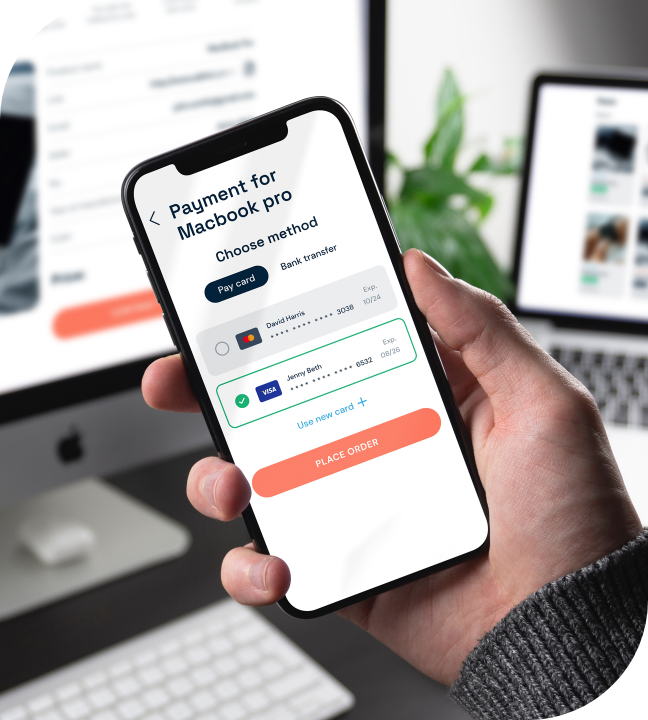 Payment for
Macbook pro
Choose method
Pay card
Bank transfer
David Harris
Exp.
•••• •••• •••• 3038
10/24
VISA
Jenny Beth
Exp.
•••• •••• •••• 6532
08/26
Use new card +
PLACE ORDER